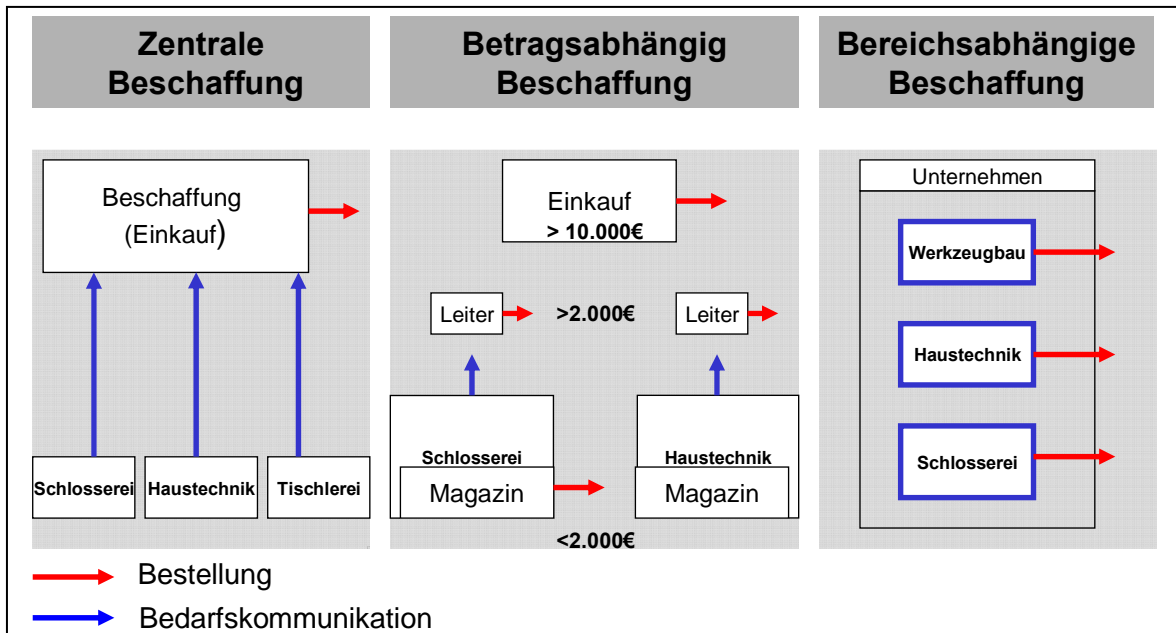 Zentrale
Beschaffung
Betragsabhängig
Beschaffung
Bereichsabhängige
Beschaffung
Beschaffung
(Einkauf)
Schlosserei
Haustechnik
Tischlerei
Einkauf
> 10.000€
Leiter
>2.000€
Leiter
Schlosserei
Magazin
Haustechnik
Magazin
<2.000€
Unternehmen
Werkzeugbau
Haustechnik
Schlosserei
Bestellung
Bedarfskommunikation